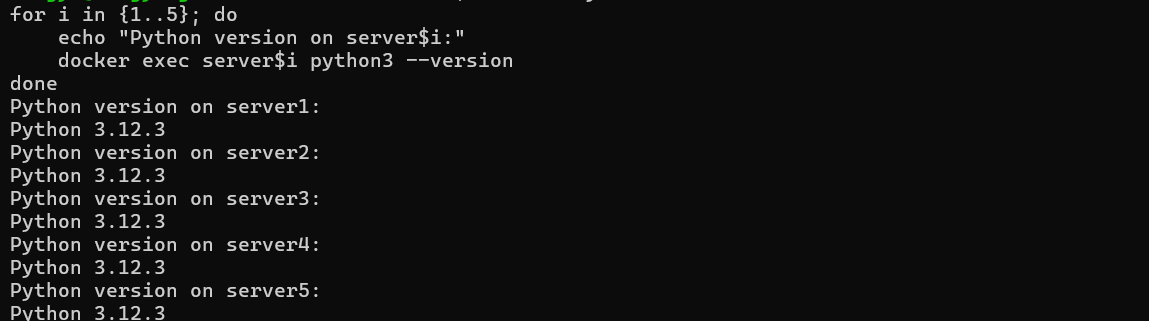 for i in {1..5}; do
    echo "Python version on server$i:"
    docker exec server$i python3 --version
done
Python version on server1:
Python 3.12.3
Python version on server2:
Python 3.12.3
Python version on server3:
Python 3.12.3
Python version on server4:
Python 3.12.3
Python version on server5:
Python 3.12.3